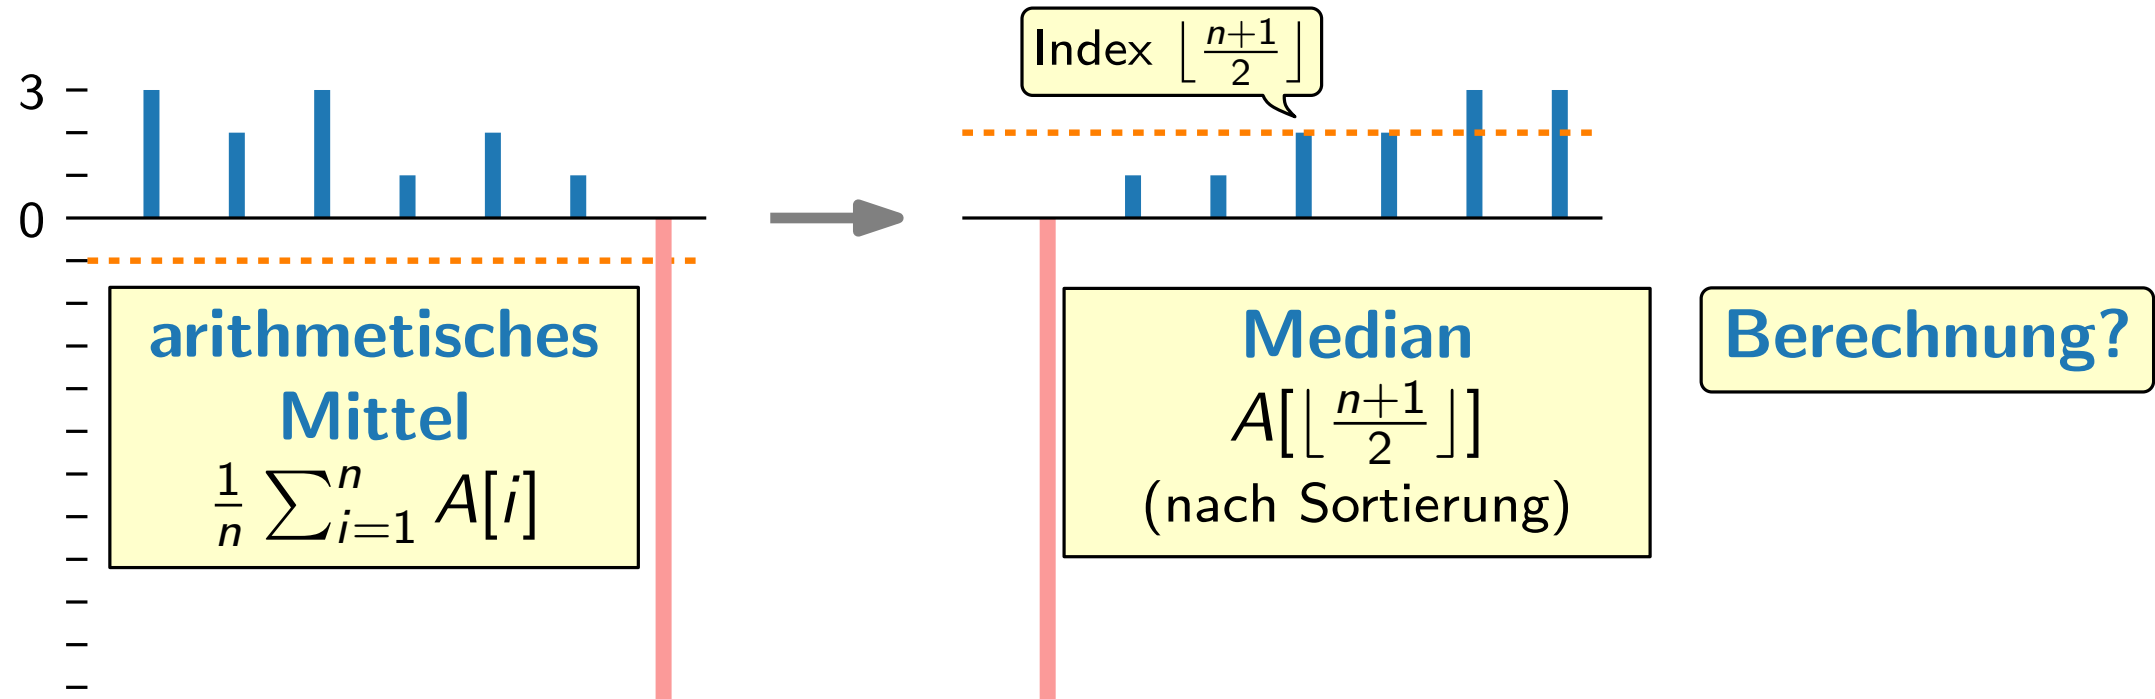 Index ⌊ n+1 / 2 ⌋
3
0
arithmetisches
Mittel
1/n ∑_{i=1}^{n} A[i]
Median
A[⌊ n+1 / 2 ⌋]
(nach Sortierung)
Berechnung?